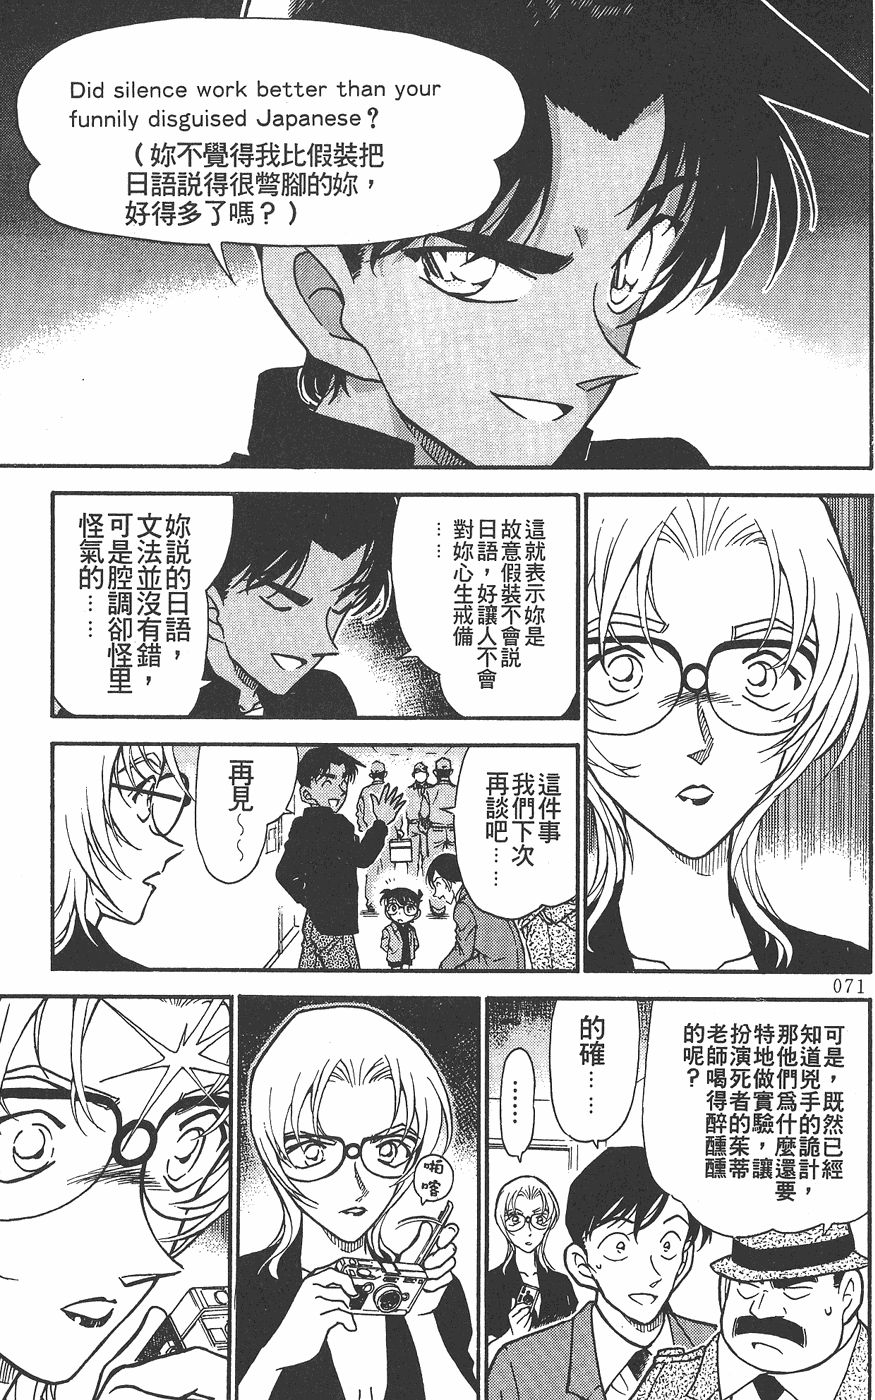 Did silence work better than your
funnily disguised Japanese?
(妳不覺得我比假裝把
日語説得很彆腳的妳，
好得多了嗎？)
這就表示妳是
故意假裝不會説
日語，好讓人不會
對妳心生戒備
……
妳説的日語，
文法並沒有錯，
可是腔調卻怪里
怪氣的……
這件事
我們下次
再談吧……
再見～
071
可是，既然已經
知道兇手的詭計，
那他們爲什麼還要
特地做實驗，讓
扮演死者的茱蒂
老師喝得醉醺醺
的呢？
的確……
……
啪
喀